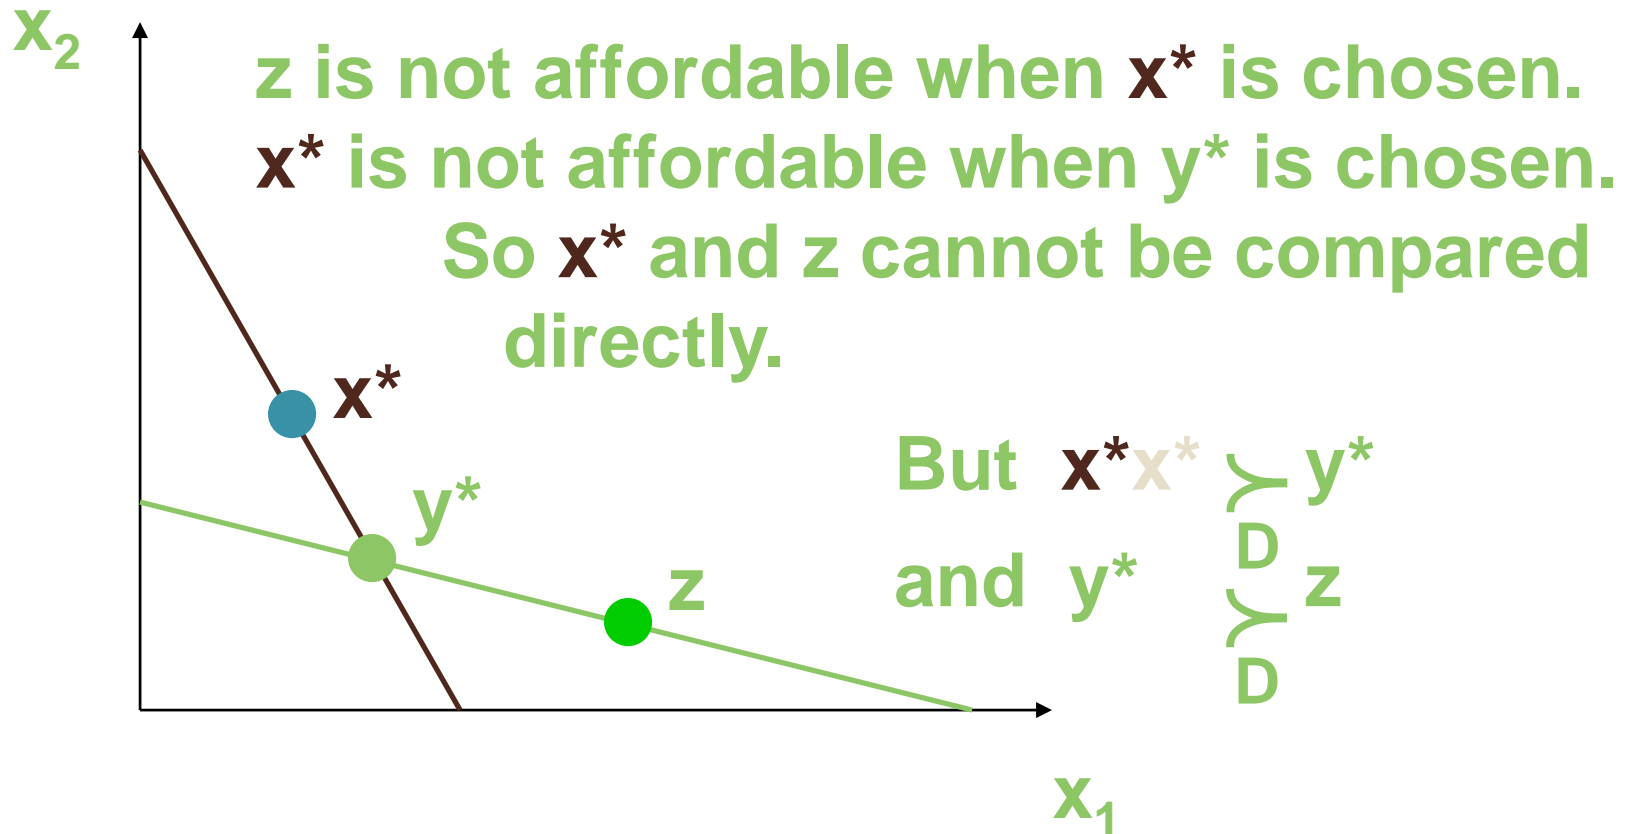 x₂
z is not affordable when x* is chosen.
x* is not affordable when y* is chosen.
So x* and z cannot be compared
directly.
x*
y*
z
But x*x* ≻ y*
D
and y* ≻ z
D
x₁